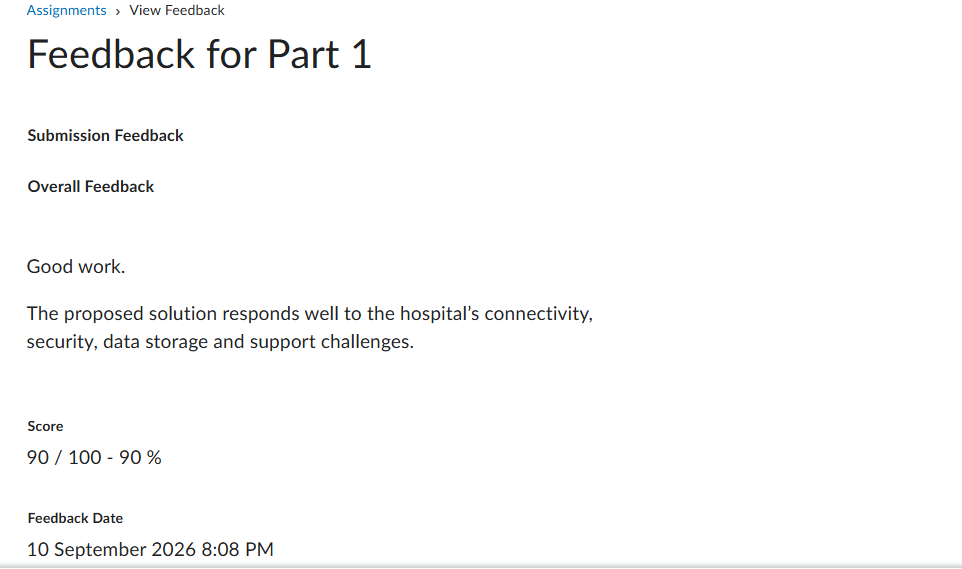 Assignments › View Feedback
Feedback for Part 1
Submission Feedback
Overall Feedback
Good work.
The proposed solution responds well to the hospital’s connectivity,
security, data storage and support challenges.
Score
90 / 100 - 90 %
Feedback Date
10 September 2026 8:08 PM